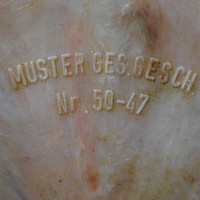 MUSTER GES.GESCH.
Nr. 50-47